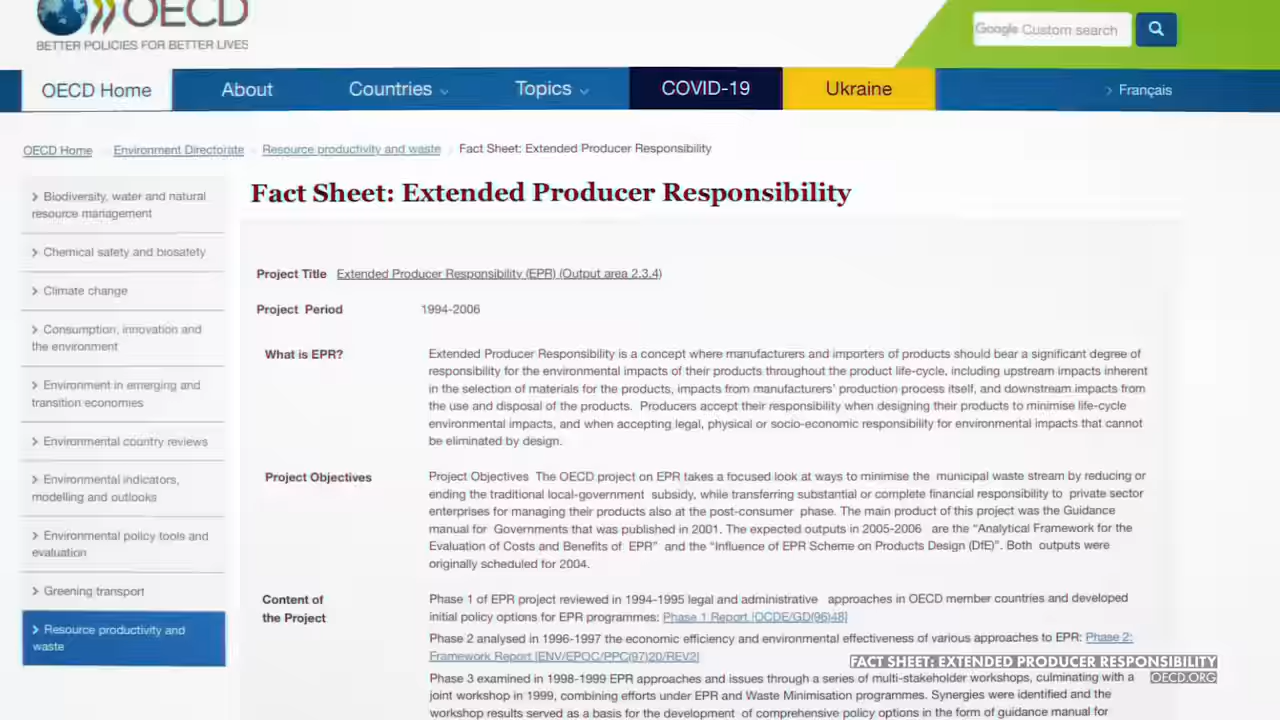 OECD
BETTER POLICIES FOR BETTER LIVES
Google Custom search
OECD Home
About
Countries
Topics
COVID-19
Ukraine
Français
OECD Home
Environment Directorate
Resource productivity and waste
Fact Sheet: Extended Producer Responsibility
Biodiversity, water and natural
resource management
Chemical safety and biosafety
Climate change
Consumption, innovation and
the environment
Environment in emerging and
transition economies
Environmental country reviews
Environmental indicators,
modelling and outlooks
Environmental policy tools and
evaluation
Greening transport
Resource productivity and
waste
Fact Sheet: Extended Producer Responsibility
Project Title Extended Producer Responsibility (EPR) (Output area 2.3.4)
Project Period 1994-2006
What is EPR?
Extended Producer Responsibility is a concept where manufacturers and importers of products should bear a significant degree of
responsibility for the environmental impacts of their products throughout the product life-cycle, including upstream impacts inherent
in the selection of materials for the products, impacts from manufacturers' production process itself, and downstream impacts from
the use and disposal of the products. Producers accept their responsibility when designing their products to minimise life-cycle
environmental impacts, and when accepting legal, physical or socio-economic responsibility for environmental impacts that cannot
be eliminated by design.
Project Objectives
Project Objectives The OECD project on EPR takes a focused look at ways to minimise the municipal waste stream by reducing or
ending the traditional local-government subsidy, while transferring substantial or complete financial responsibility to private sector
enterprises for managing their products also at the post-consumer phase. The main product of this project was the Guidance
manual for Governments that was published in 2001. The expected outputs in 2005-2006 are the “Analytical Framework for the
Evaluation of Costs and Benefits of EPR” and the “Influence of EPR Scheme on Products Design (DfE)”. Both outputs were
originally scheduled for 2004.
Content of
the Project
Phase 1 of EPR project reviewed in 1994-1995 legal and administrative approaches in OECD member countries and developed
initial policy options for EPR programmes: Phase 1 Report [OCDE/GD(96)48]
Phase 2 analysed in 1996-1997 the economic efficiency and environmental effectiveness of various approaches to EPR: Phase 2:
Framework Report [ENV/EPOC/PPC(97)20/REV2]
Phase 3 examined in 1998-1999 EPR approaches and issues through a series of multi-stakeholder workshops, culminating with a
joint workshop in 1999, combining efforts under EPR and Waste Minimisation programmes. Synergies were identified and the
workshop results served as a basis for the development of comprehensive policy options in the form of guidance manual for
FACT SHEET: EXTENDED PRODUCER RESPONSIBILITY
OECD.ORG